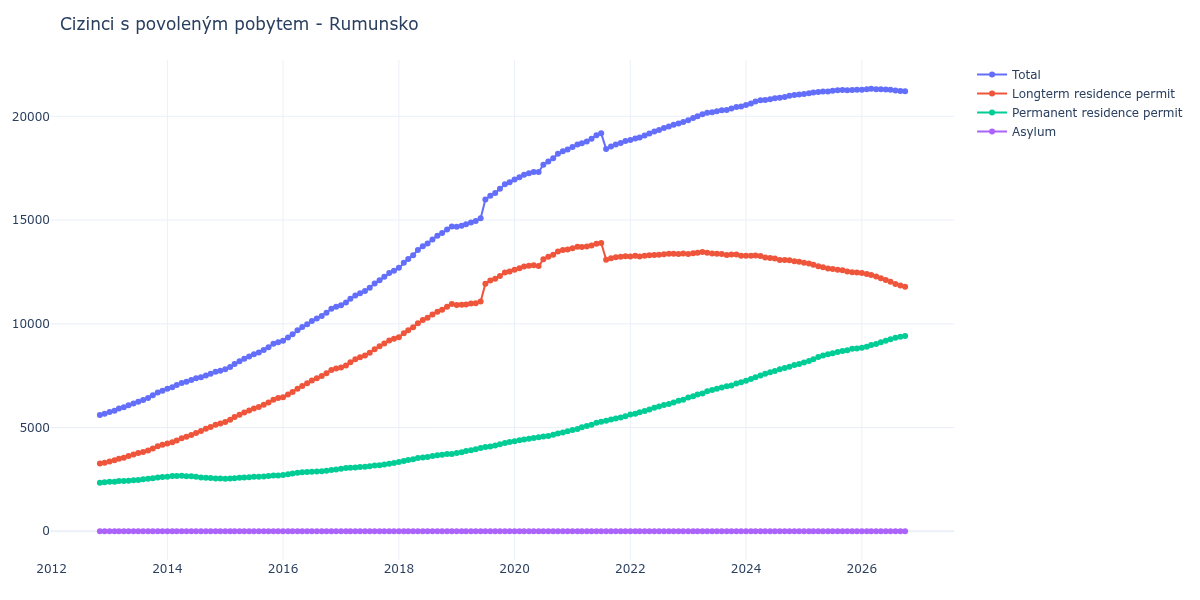 Cizinci s povoleným pobytem - Rumunsko
Total
Longterm residence permit
Permanent residence permit
Asylum
20000
15000
10000
5000
0
2012
2014
2016
2018
2020
2022
2024
2026